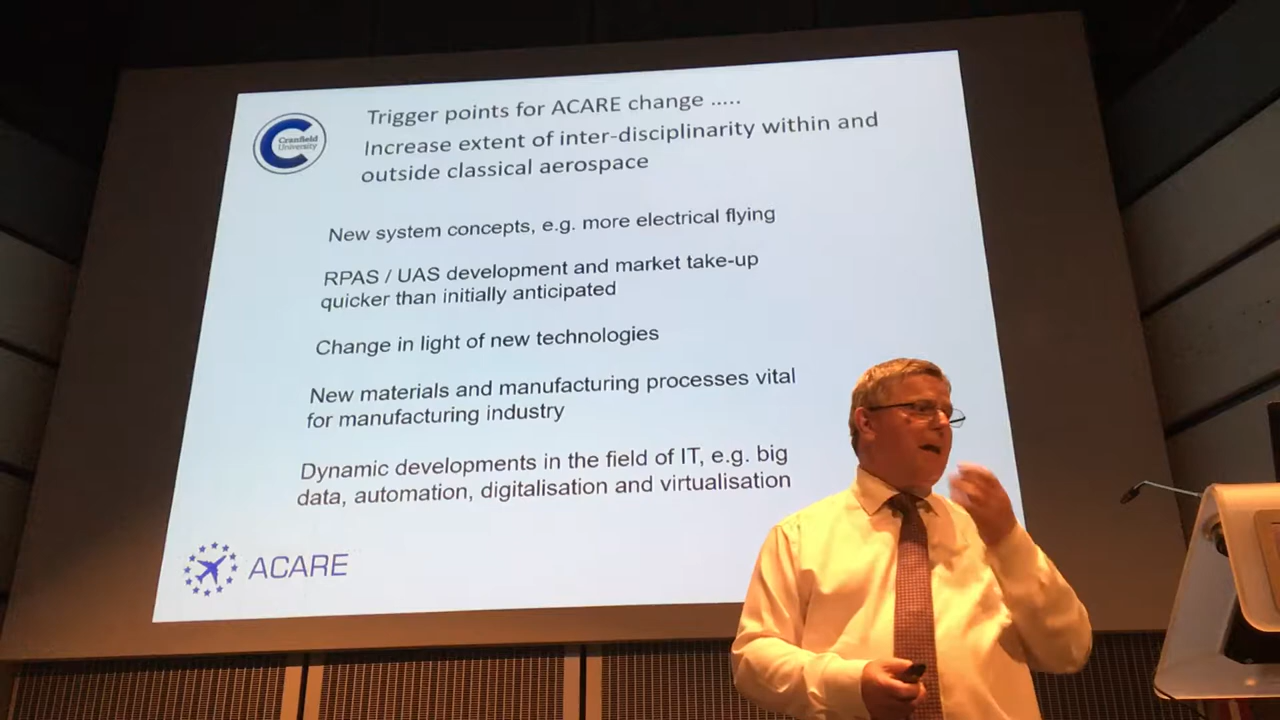 Cranfield
University
Trigger points for ACARE change .....
Increase extent of inter-disciplinarity within and
outside classical aerospace
New system concepts, e.g. more electrical flying
RPAS / UAS development and market take-up
quicker than initially anticipated
Change in light of new technologies
New materials and manufacturing processes vital
for manufacturing industry
Dynamic developments in the field of IT, e.g. big
data, automation, digitalisation and virtualisation
ACARE